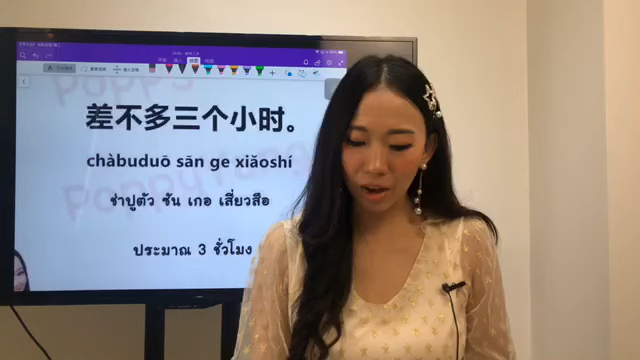 差不多三个小时。
chàbuduō sān ge xiǎoshí
ช่าปูตัว ซัน เกอ เสี่ยวสือ
ประมาณ 3 ชั่วโมง